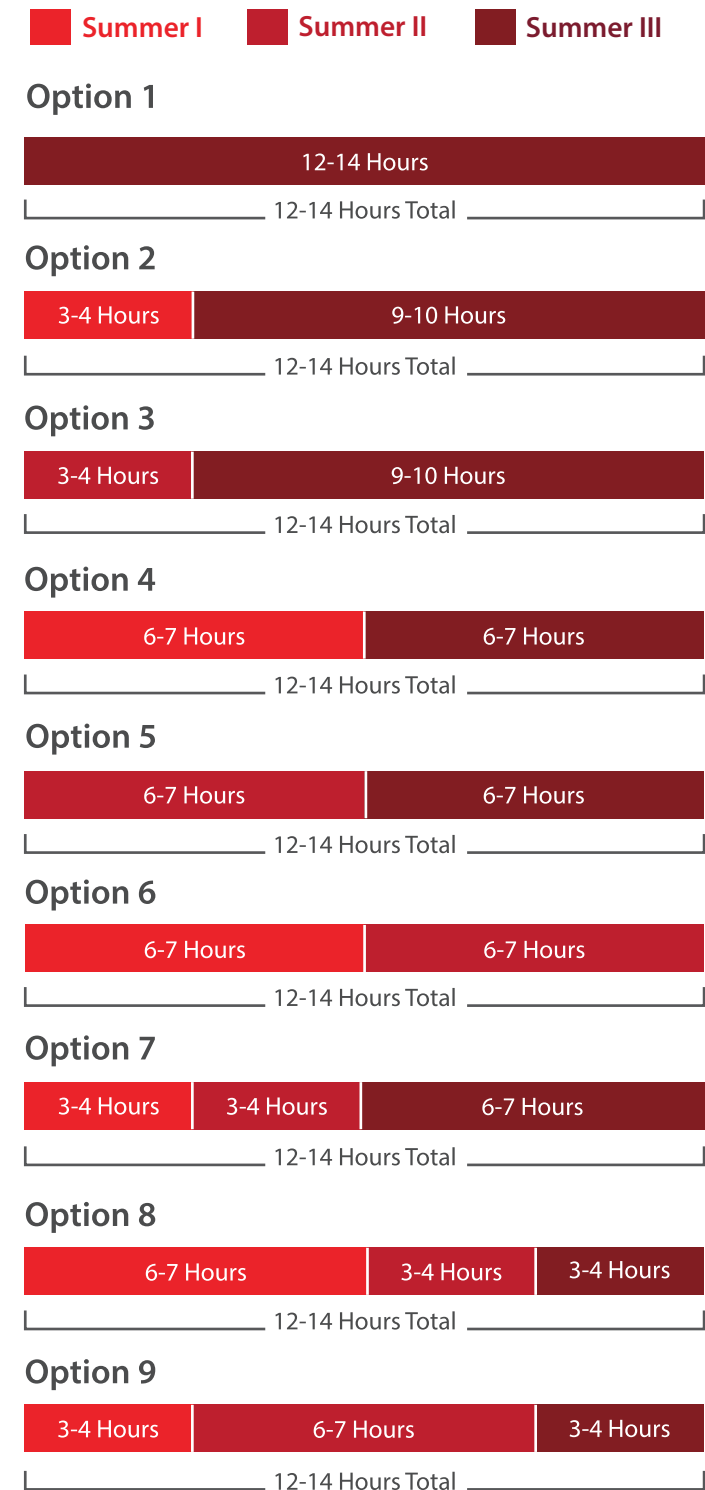 Summer I Summer II Summer III
Option 1
12-14 Hours
12-14 Hours Total
Option 2
3-4 Hours 9-10 Hours
12-14 Hours Total
Option 3
3-4 Hours 9-10 Hours
12-14 Hours Total
Option 4
6-7 Hours 6-7 Hours
12-14 Hours Total
Option 5
6-7 Hours 6-7 Hours
12-14 Hours Total
Option 6
6-7 Hours 6-7 Hours
12-14 Hours Total
Option 7
3-4 Hours 3-4 Hours 6-7 Hours
12-14 Hours Total
Option 8
6-7 Hours 3-4 Hours 3-4 Hours
12-14 Hours Total
Option 9
3-4 Hours 6-7 Hours 3-4 Hours
12-14 Hours Total